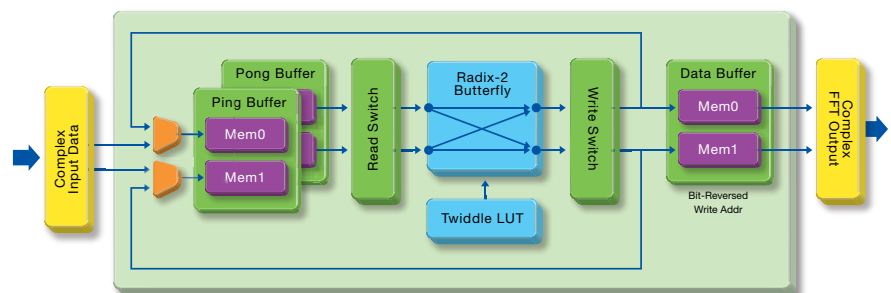 Complex
Input Data
Pong Buffer
Ping Buffer
Mem0
Mem1
Read Switch
Radix-2
Butterfly
Twiddle LUT
Write Switch
Data Buffer
Mem0
Mem1
Bit-Reversed
Write Addr
Complex
FFT Output